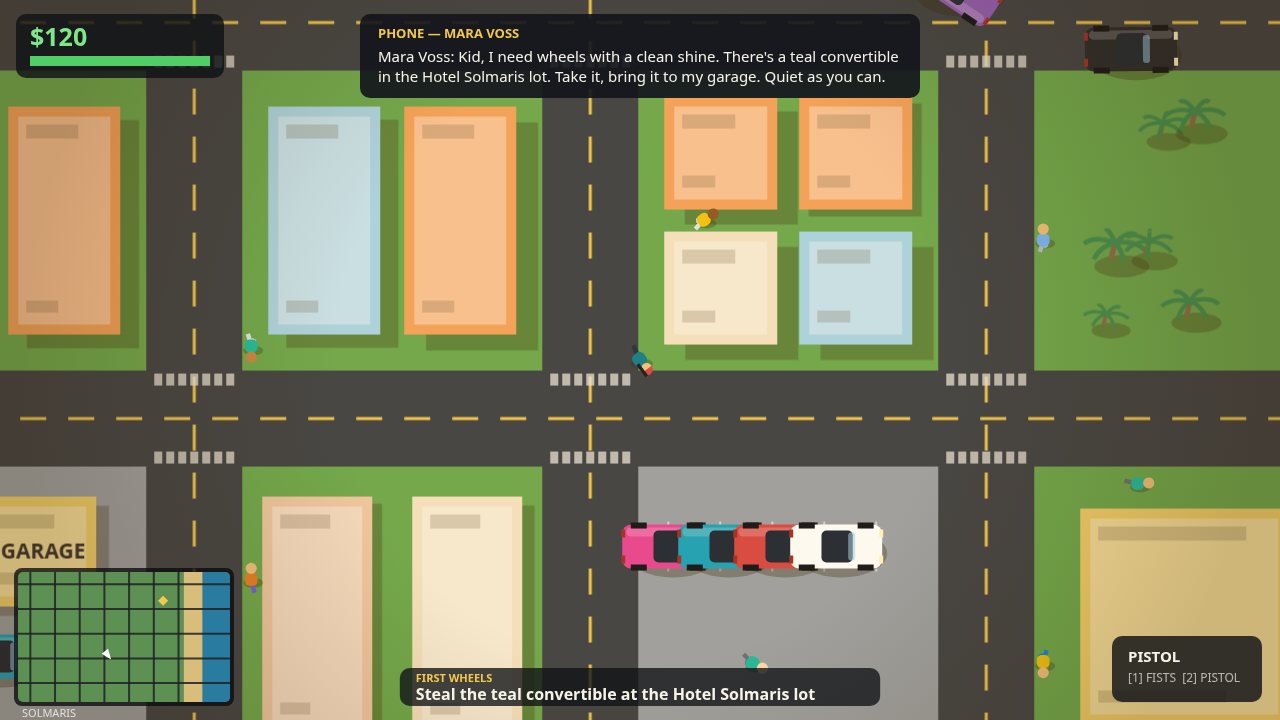 $120
PHONE — MARA VOSS
Mara Voss: Kid, I need wheels with a clean shine. There's a teal convertible
in the Hotel Solmaris lot. Take it, bring it to my garage. Quiet as you can.
GARAGE
FIRST WHEELS
Steal the teal convertible at the Hotel Solmaris lot
PISTOL
[1] FISTS [2] PISTOL
SOLMARIS